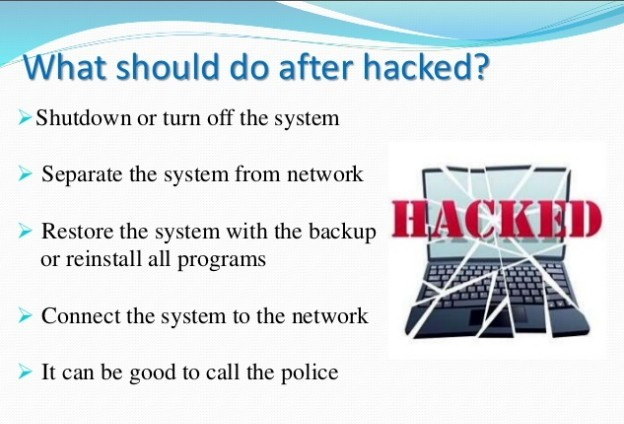 What should do after hacked?
➢Shutdown or turn off the system
➢ Separate the system from network
➢ Restore the system with the backup
or reinstall all programs
➢ Connect the system to the network
➢ It can be good to call the police
HACKED